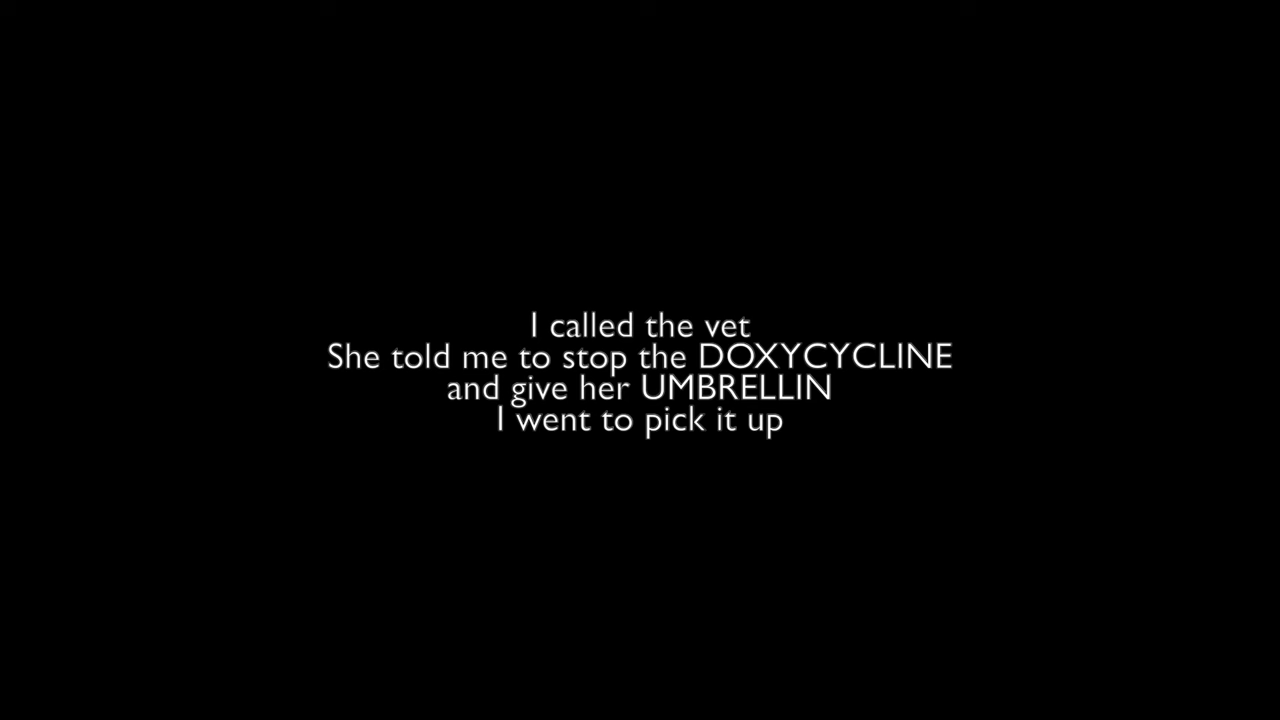 I called the vet
She told me to stop the DOXYCYCLINE
and give her UMBRELLIN
I went to pick it up